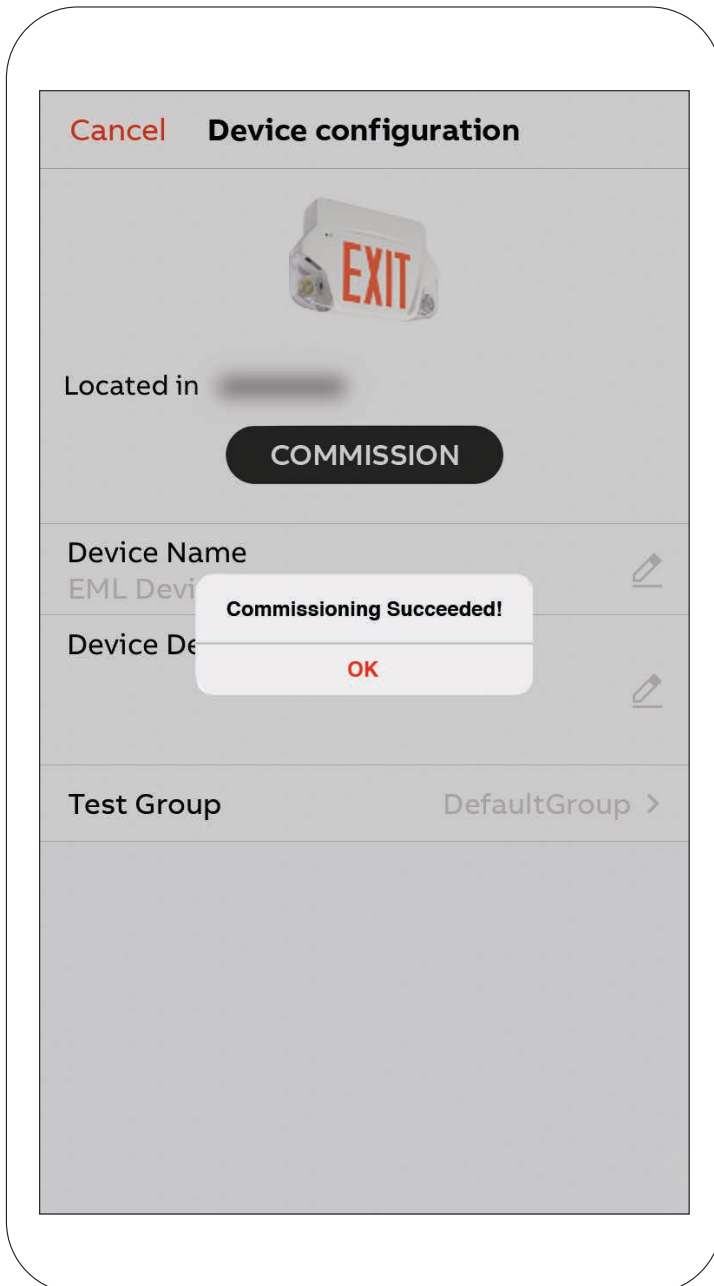 Cancel Device configuration
EXIT
Located in
COMMISSION
Device Name
EML Devi
Commissioning Succeeded!
Device De
OK
Test Group DefaultGroup >